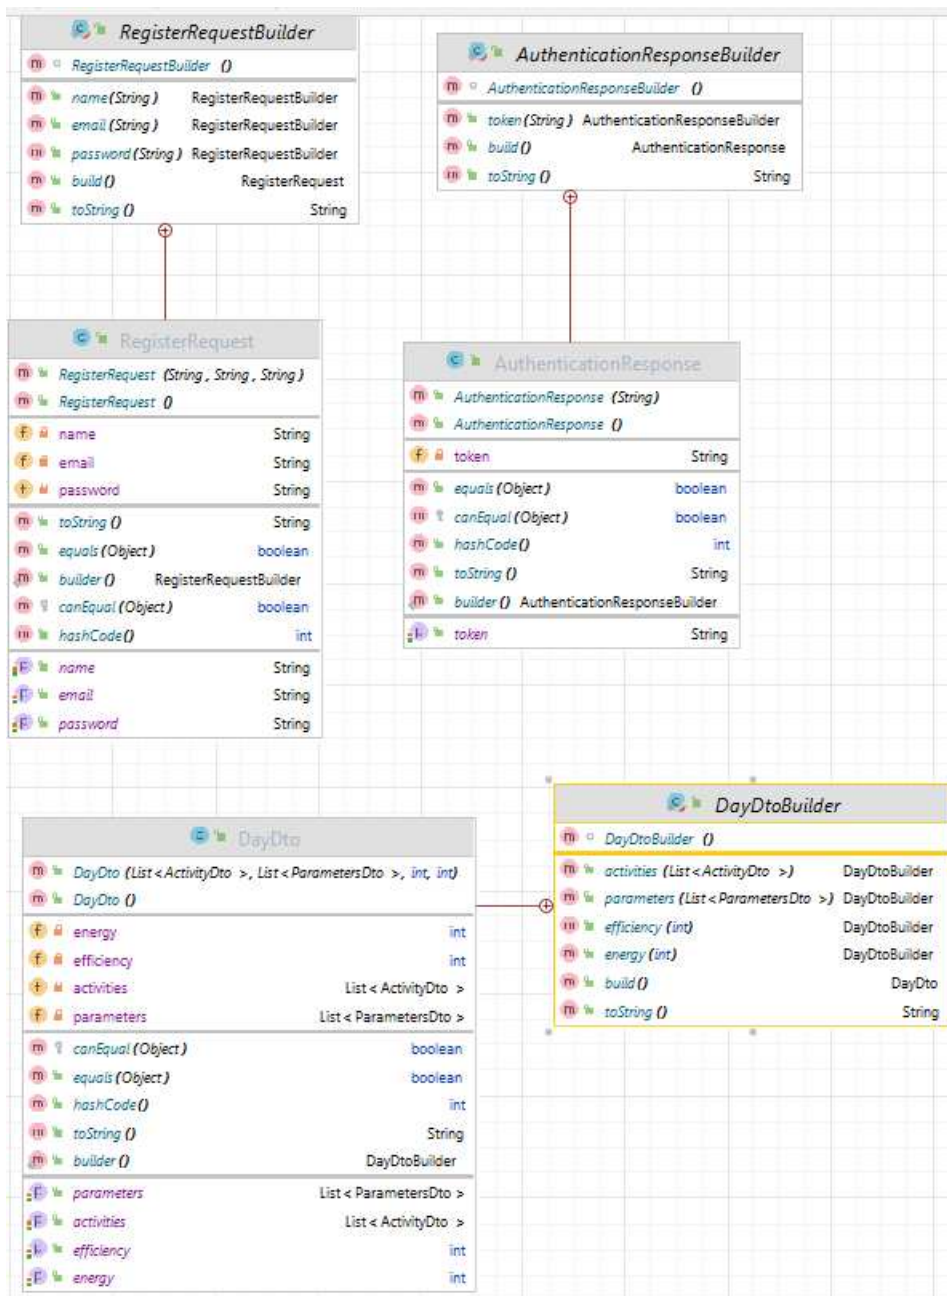 RegisterRequestBuilder
RegisterRequestBuilder ()
name(String) RegisterRequestBuilder
email(String) RegisterRequestBuilder
password(String) RegisterRequestBuilder
build() RegisterRequest
toString() String
AuthenticationResponseBuilder
AuthenticationResponseBuilder ()
token(String) AuthenticationResponseBuilder
build() AuthenticationResponse
toString() String
RegisterRequest
RegisterRequest (String, String, String)
RegisterRequest ()
name String
email String
password String
toString() String
equals(Object) boolean
builder() RegisterRequestBuilder
canEqual(Object) boolean
hashCode() int
name String
email String
password String
AuthenticationResponse
AuthenticationResponse (String)
AuthenticationResponse ()
token String
equals(Object) boolean
canEqual(Object) boolean
hashCode() int
toString() String
builder() AuthenticationResponseBuilder
token String
DayDto
DayDto (List<ActivityDto >, List<ParametersDto >, int, int)
DayDto ()
energy int
efficiency int
activities List < ActivityDto >
parameters List < ParametersDto >
canEqual(Object) boolean
equals(Object) boolean
hashCode() int
toString() String
builder() DayDtoBuilder
parameters List < ParametersDto >
activities List < ActivityDto >
efficiency int
energy int
DayDtoBuilder
DayDtoBuilder ()
activities (List<ActivityDto >) DayDtoBuilder
parameters (List<ParametersDto >) DayDtoBuilder
efficiency (int) DayDtoBuilder
energy (int) DayDtoBuilder
build() DayDto
toString() String